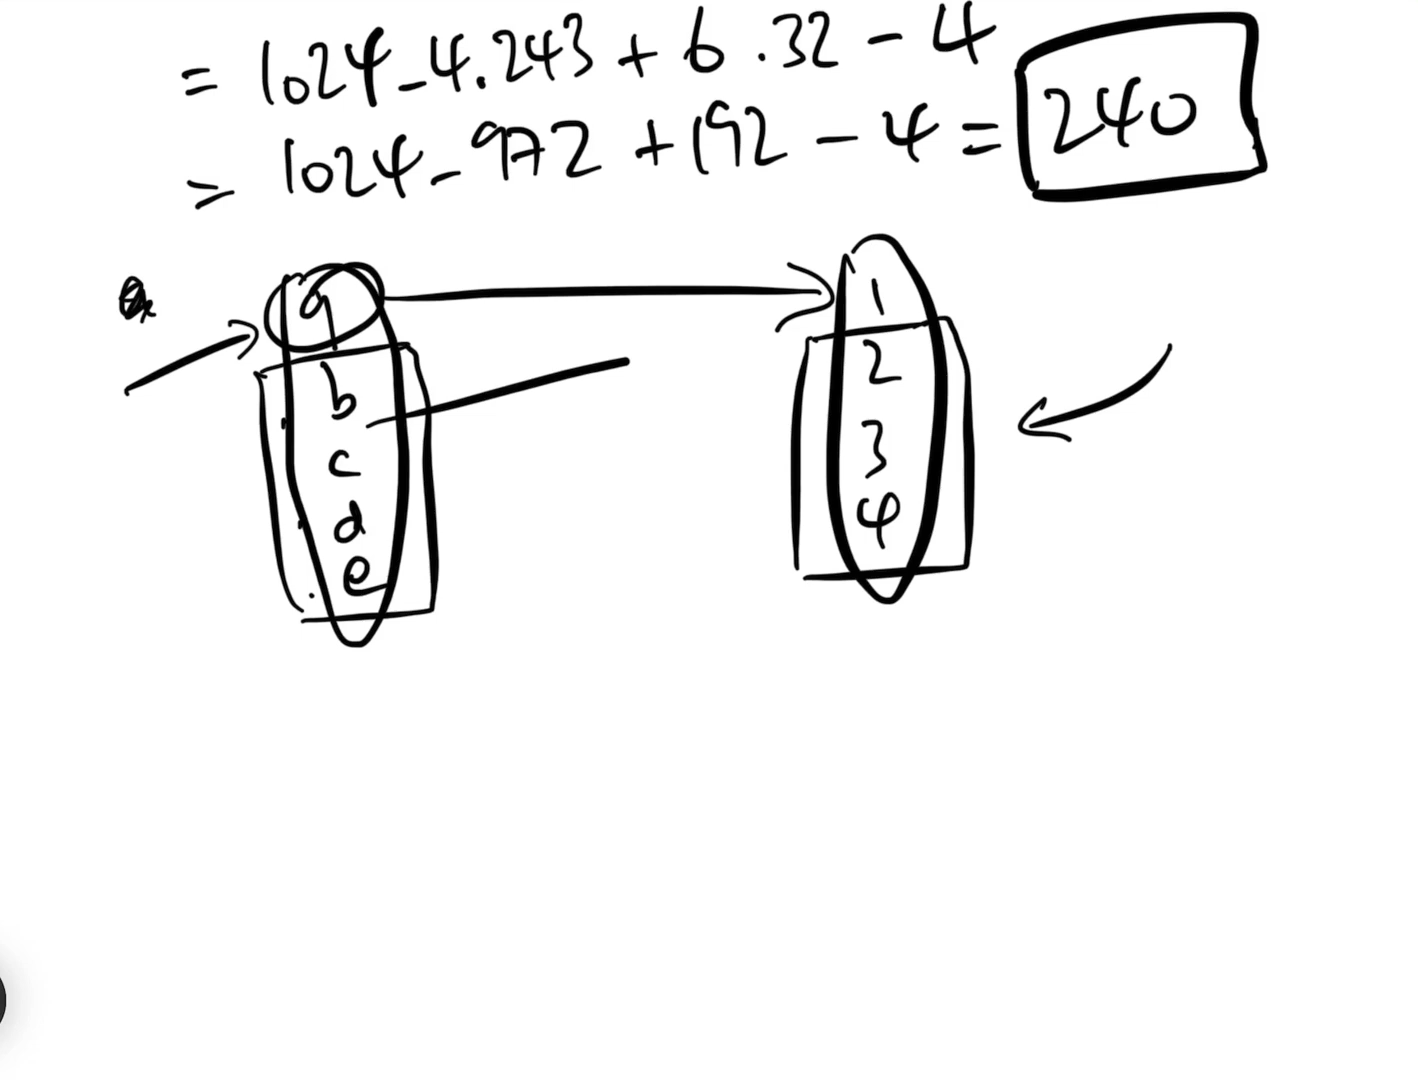 = 1024-4.243 + 6.32 - 4
= 1024-972 + 192 - 4 = 240
a 1
b 2
c 3
d 4
e